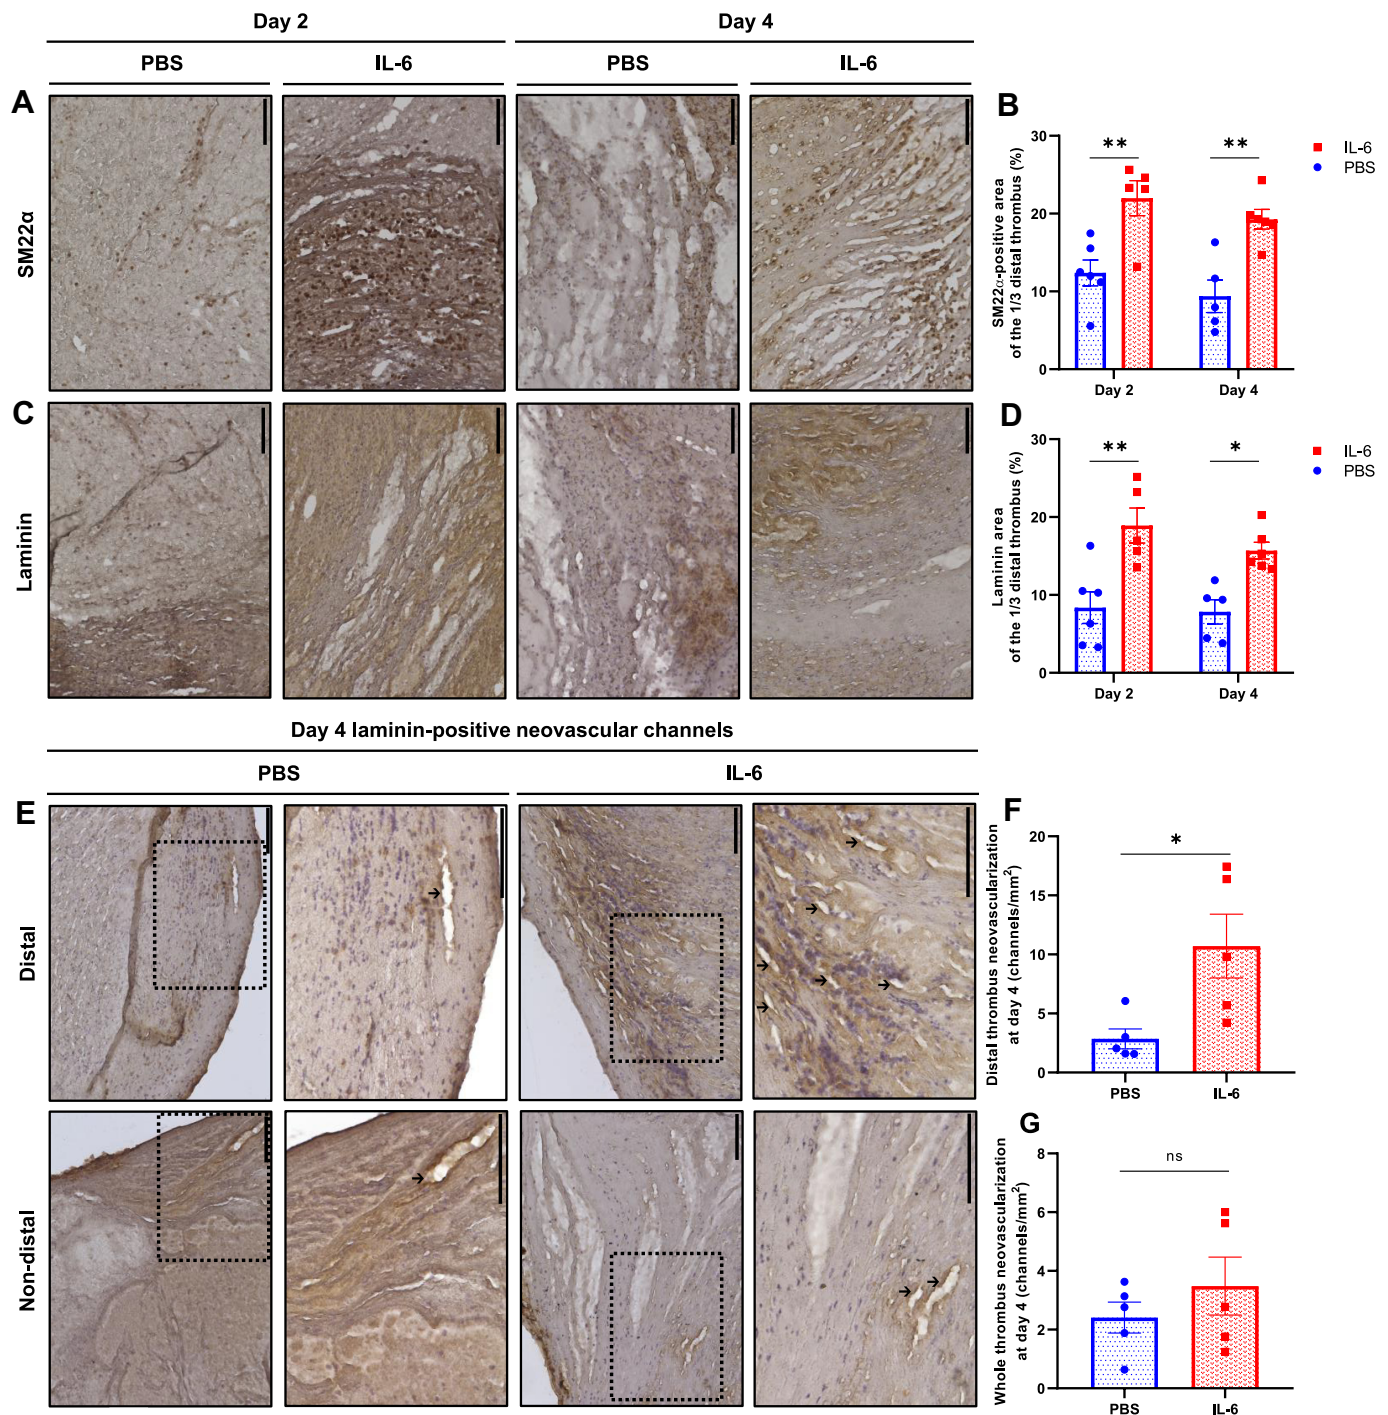 Day 2
Day 4
PBS
IL-6
PBS
IL-6
A
SM22α
B
SM22α-positive area
of the 1/3 distal thrombus (%)
30
20
10
0
**
**
Day 2
Day 4
IL-6
PBS
C
Laminin
D
Laminin area
of the 1/3 distal thrombus (%)
30
20
10
0
**
*
Day 2
Day 4
IL-6
PBS
Day 4 laminin-positive neovascular channels
PBS
IL-6
E
Distal
Non-distal
F
Distal thrombus neovascularization
at day 4 (channels/mm²)
20
15
10
5
0
*
PBS
IL-6
G
Whole thrombus neovascularization
at day 4 (channels/mm²)
8
6
4
2
0
ns
PBS
IL-6